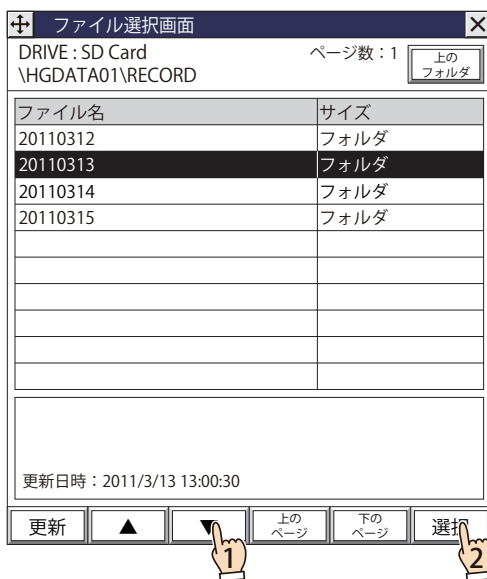 ファイル選択画面
DRIVE : SD Card ページ数：1 上の
フォルダ
\HGDATA01\RECORD
ファイル名 サイズ
20110312 フォルダ
20110313 フォルダ
20110314 フォルダ
20110315 フォルダ
更新日時：2011/3/13 13:00:30
更新 ▲ ▼ 上の
ページ 下の
ページ 選択
1 2